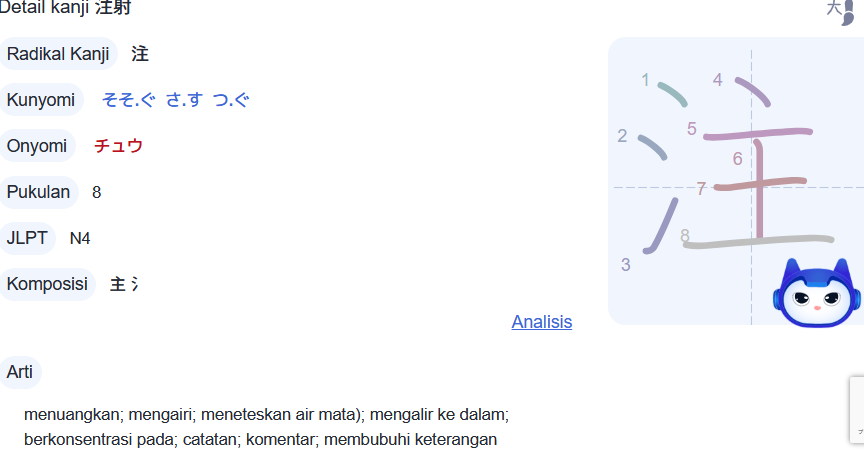 Detail kanji 注射
Radikal Kanji 注
Kunyomi そそ.ぐ さ.す つ.ぐ
Onyomi チュウ
Pukulan 8
JLPT N4
Komposisi 主 氵
Analisis
Arti
menuangkan; mengairi; meneteskan air mata); mengalir ke dalam;
berkonsentrasi pada; catatan; komentar; membubuhi keterangan
大
1
4
2
5
6
7
8
3